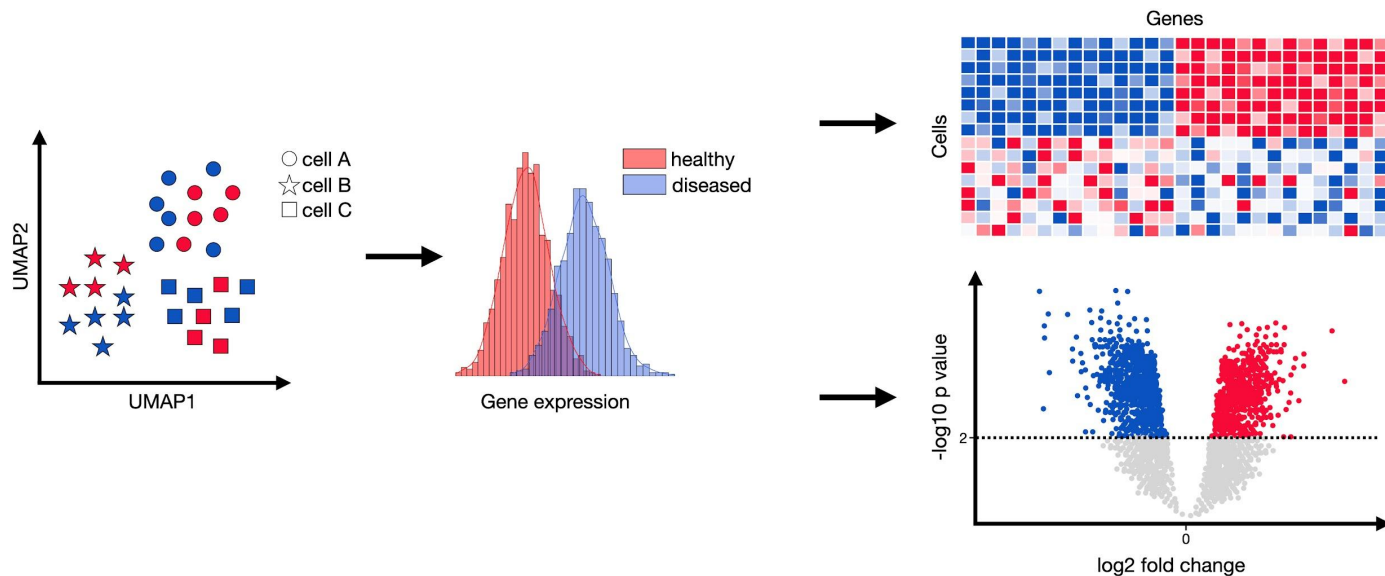 UMAP2
UMAP1
cell A
cell B
cell C
Gene expression
healthy
diseased
Genes
Cells
-log10 p value
2
0
log2 fold change